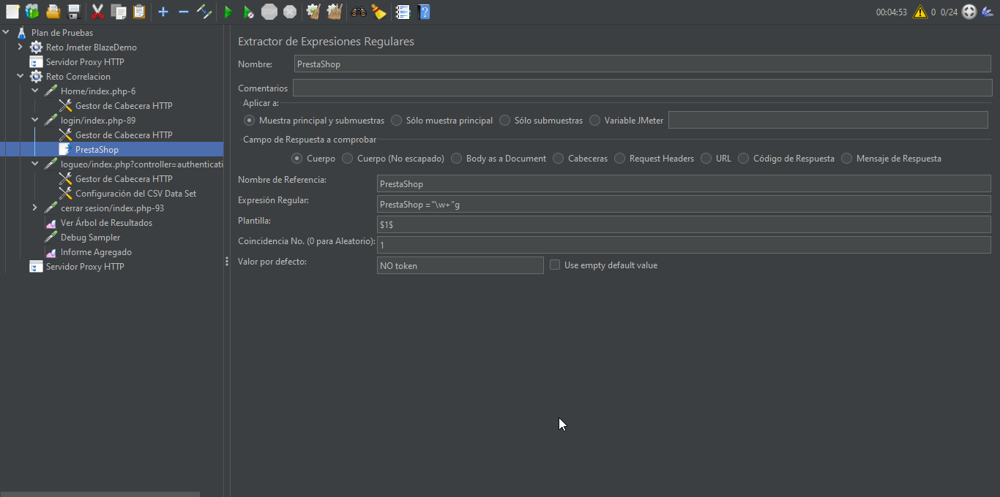 00:04:53 0 0/24
Plan de Pruebas
Reto Jmeter BlazeDemo
Servidor Proxy HTTP
Reto Correlacion
Home/index.php-6
Gestor de Cabecera HTTP
login/index.php-89
Gestor de Cabecera HTTP
PrestaShop
logueo/index.php?controller=authenticati
Gestor de Cabecera HTTP
Configuración del CSV Data Set
cerrar sesion/index.php-93
Ver Árbol de Resultados
Debug Sampler
Informe Agregado
Servidor Proxy HTTP
Extractor de Expresiones Regulares
Nombre: PrestaShop
Comentarios
Aplicar a:
Muestra principal y submuestras Sólo muestra principal Sólo submuestras Variable JMeter
Campo de Respuesta a comprobar
Cuerpo Cuerpo (No escapado) Body as a Document Cabeceras Request Headers URL Código de Respuesta Mensaje de Respuesta
Nombre de Referencia: PrestaShop
Expresión Regular: PrestaShop ="\w+"g
Plantilla: $1$
Coincidencia No. (0 para Aleatorio): 1
Valor por defecto: NO token Use empty default value